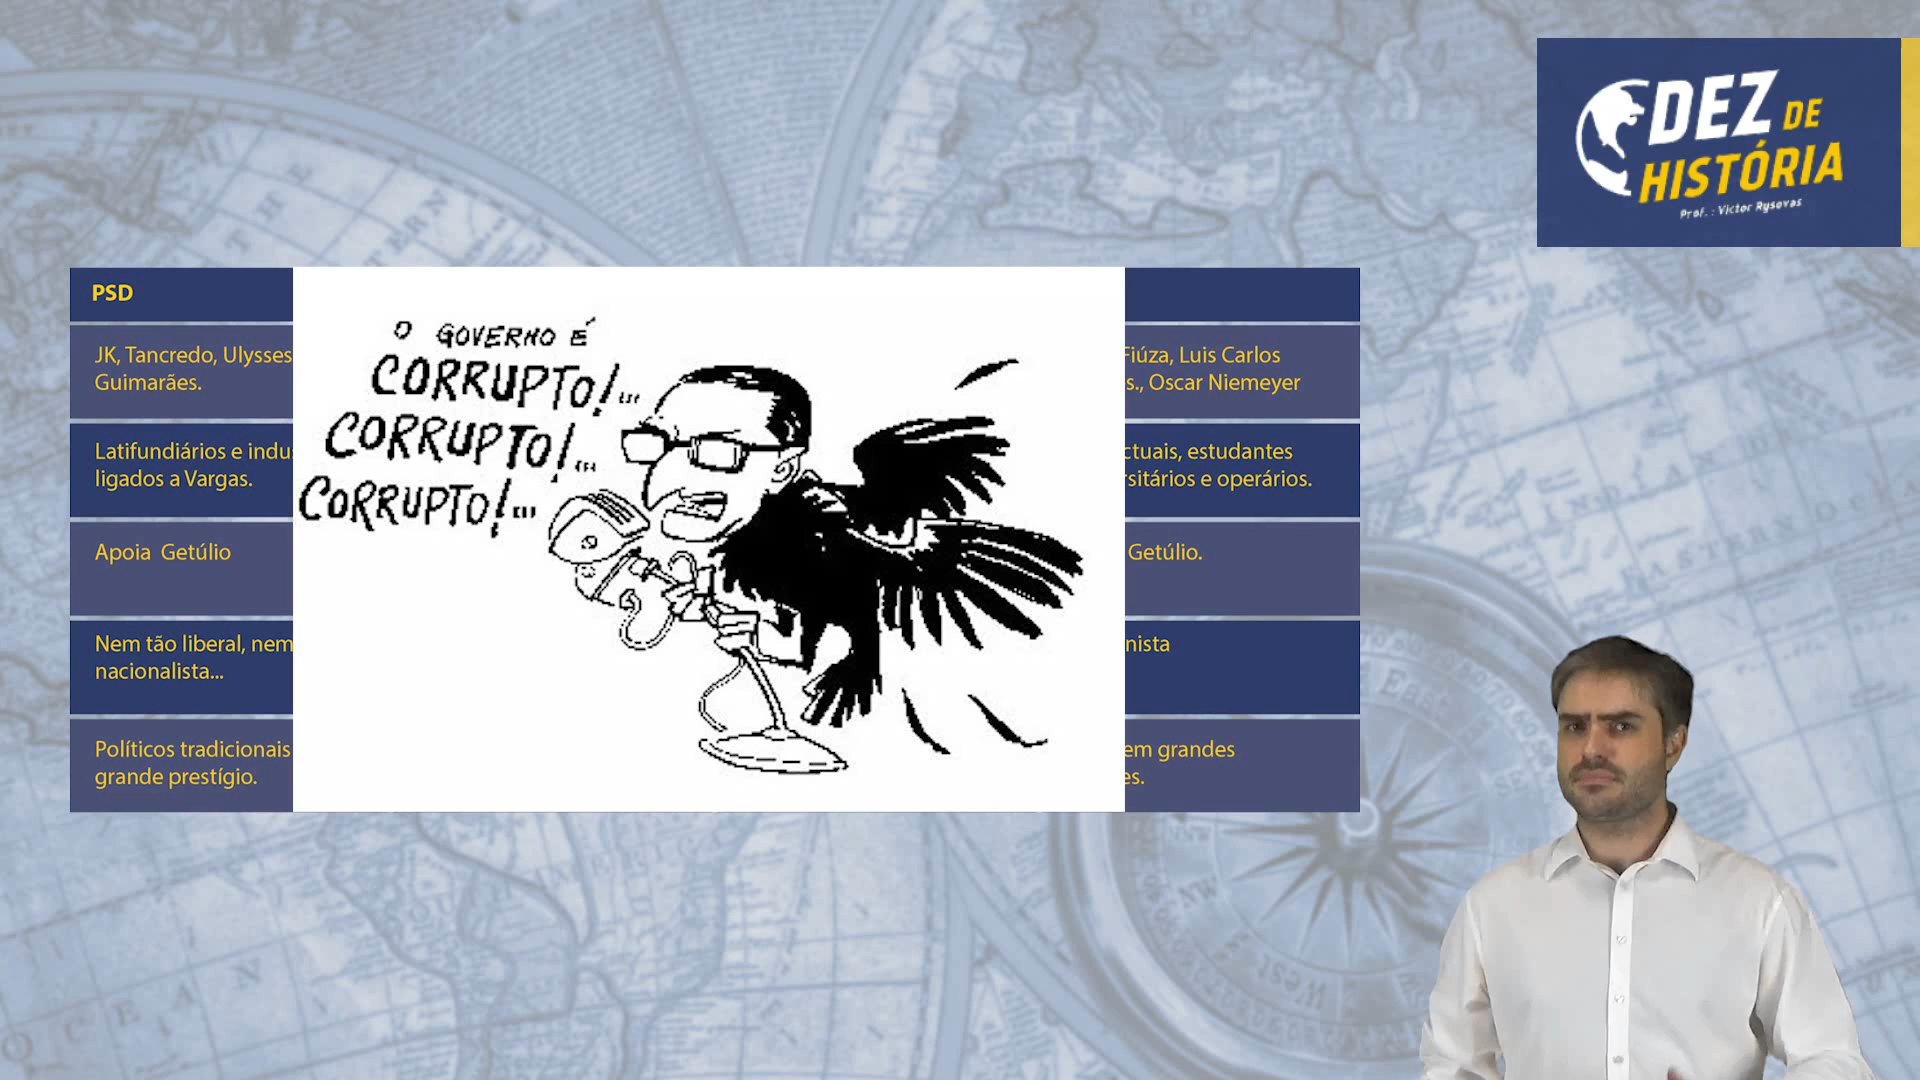 DEZ DE
HISTÓRIA
Prof. : Victor Rysovas
PSD
JK, Tancredo, Ulysses
Guimarães.
Latifundiários e indu
ligados a Vargas.
Apoia Getúlio
Nem tão liberal, nem
nacionalista...
Políticos tradicionais
grande prestígio.
O GOVERNO É
CORRUPTO!...
CORRUPTO!...
CORRUPTO!...
Fiúza, Luis Carlos
s., Oscar Niemeyer
ctuais, estudantes
rsitários e operários.
Getúlio.
nista
em grandes
es.